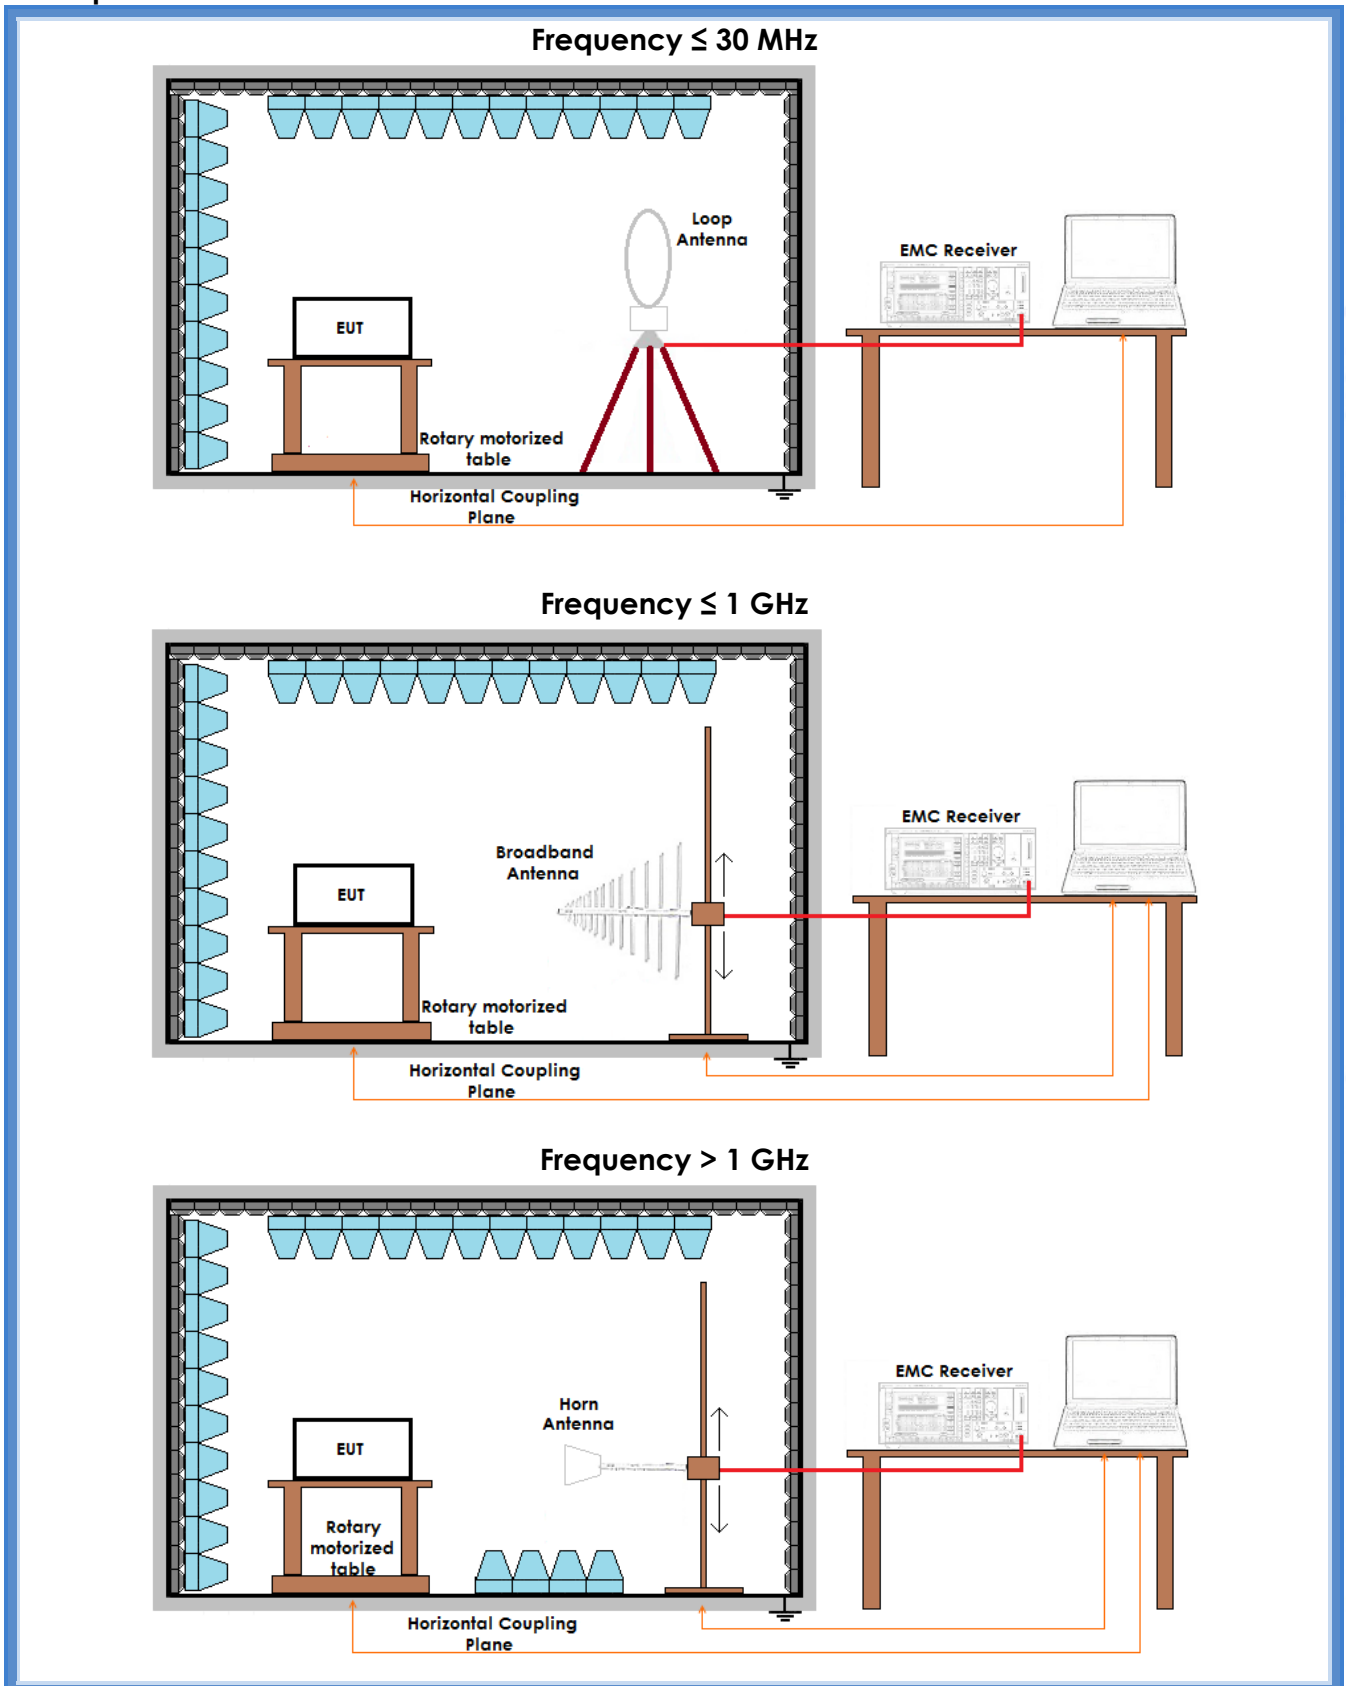 Frequency ≤ 30 MHz
Loop
Antenna
EMC Receiver
EUT
Rotary motorized
table
Horizontal Coupling
Plane
Frequency ≤ 1 GHz
EMC Receiver
Broadband
Antenna
EUT
Rotary motorized
table
Horizontal Coupling
Plane
Frequency > 1 GHz
EMC Receiver
Horn
Antenna
EUT
Rotary
motorized
table
Horizontal Coupling
Plane